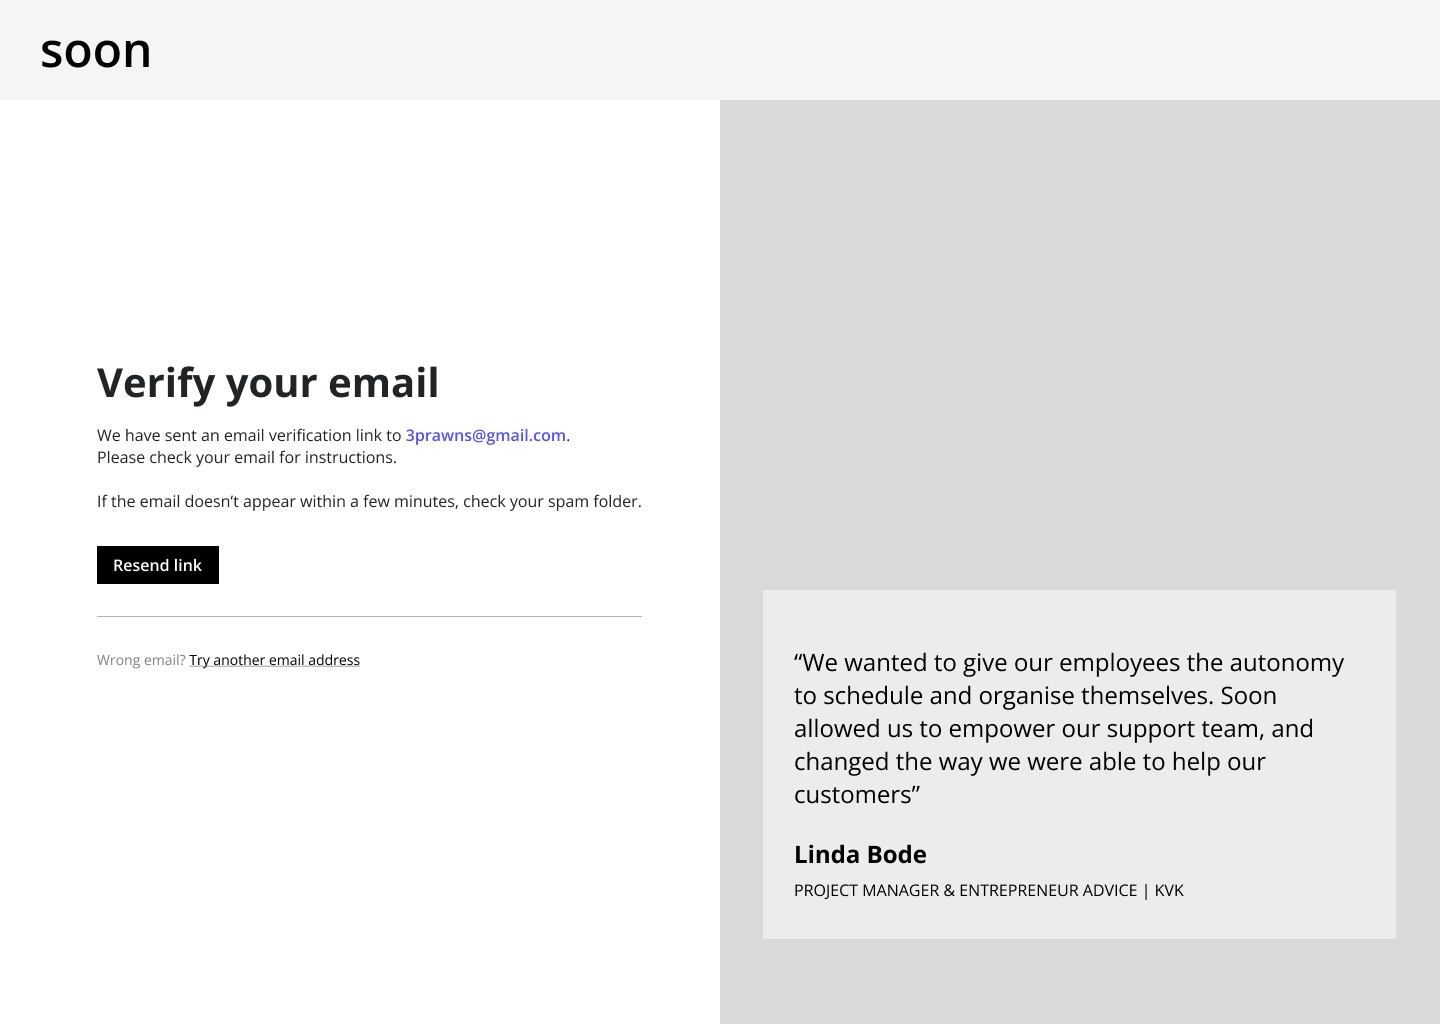 soon
Verify your email
We have sent an email verification link to 3prawns@gmail.com.
Please check your email for instructions.
If the email doesn’t appear within a few minutes, check your spam folder.
Resend link
Wrong email? Try another email address
“We wanted to give our employees the autonomy
to schedule and organise themselves. Soon
allowed us to empower our support team, and
changed the way we were able to help our
customers”
Linda Bode
PROJECT MANAGER & ENTREPRENEUR ADVICE | KVK